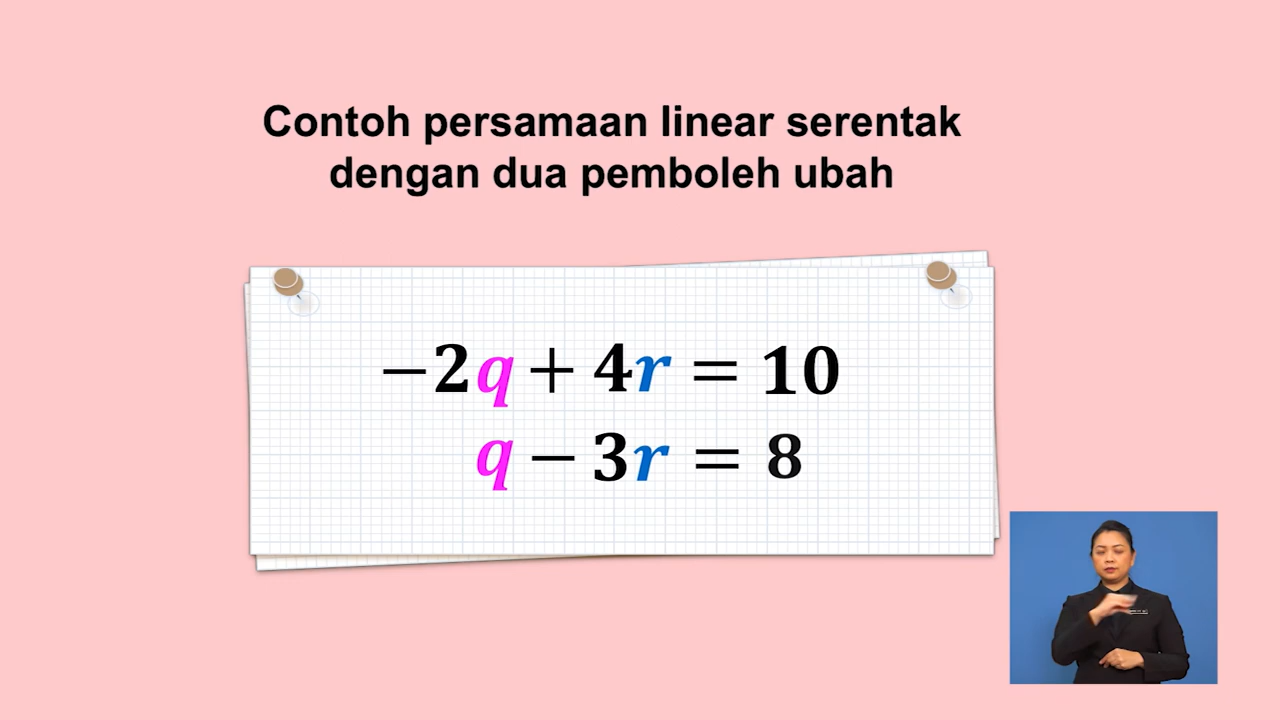 Contoh persamaan linear serentak
dengan dua pemboleh ubah
−2q + 4r = 10
q − 3r = 8